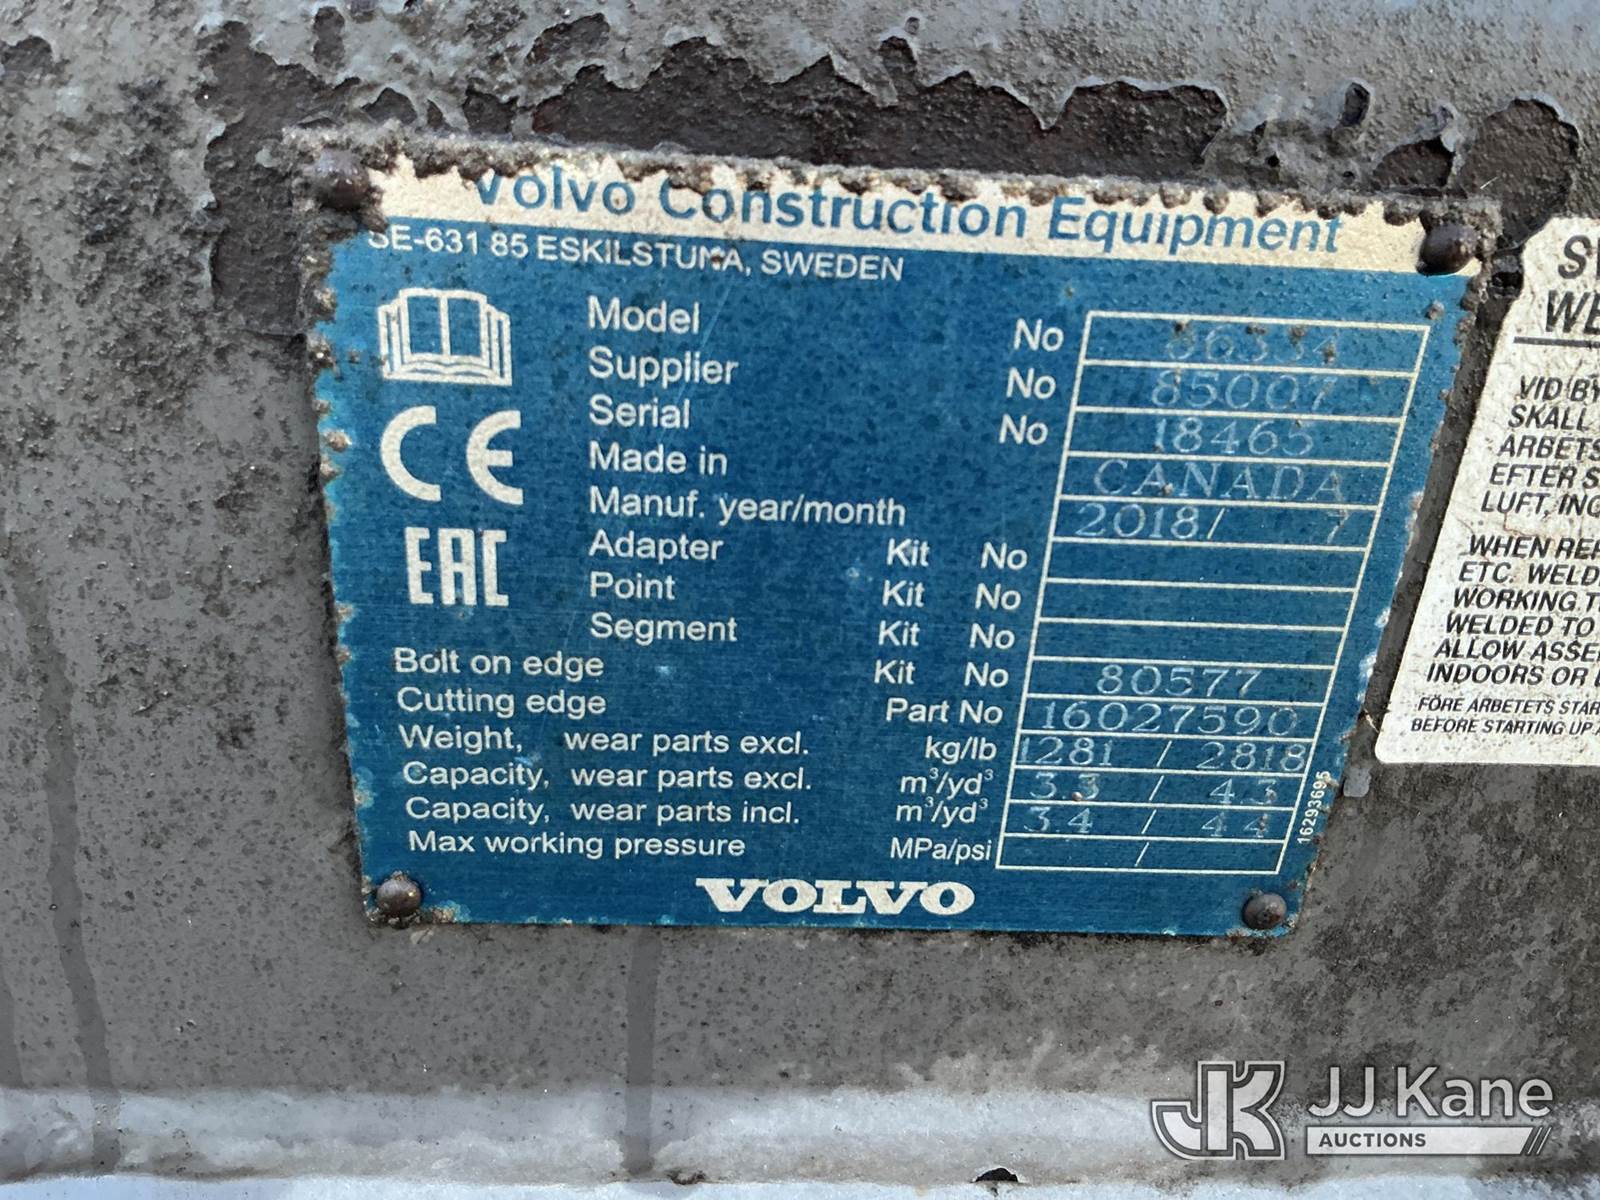 Volvo Construction Equipment
SE-631 85 ESKILSTUNA, SWEDEN
Model No 86334
Supplier No 85007
Serial No 18465
Made in CANADA
Manuf. year/month 2018/ 7
Adapter Kit No
Point Kit No
Segment Kit No
Bolt on edge Kit No 80577
Cutting edge Part No 16027590
Weight, wear parts excl. kg/lb 1281 / 2818
Capacity, wear parts excl. m³/yd³ 3.3 / 4.3
Capacity, wear parts incl. m³/yd³ 3.4 / 4.4
Max working pressure MPa/psi /
VOLVO
16293695
CE
EAC
VID BY
SKALL
ARBETS
EFTER S
LUFT, INC
WHEN REP
ETC. WELD
WORKING T
WELDED TO
ALLOW ASSE
INDOORS OR
FÖRE ARBETETS STAR
BEFORE STARTING UP
JK JJ Kane
AUCTIONS